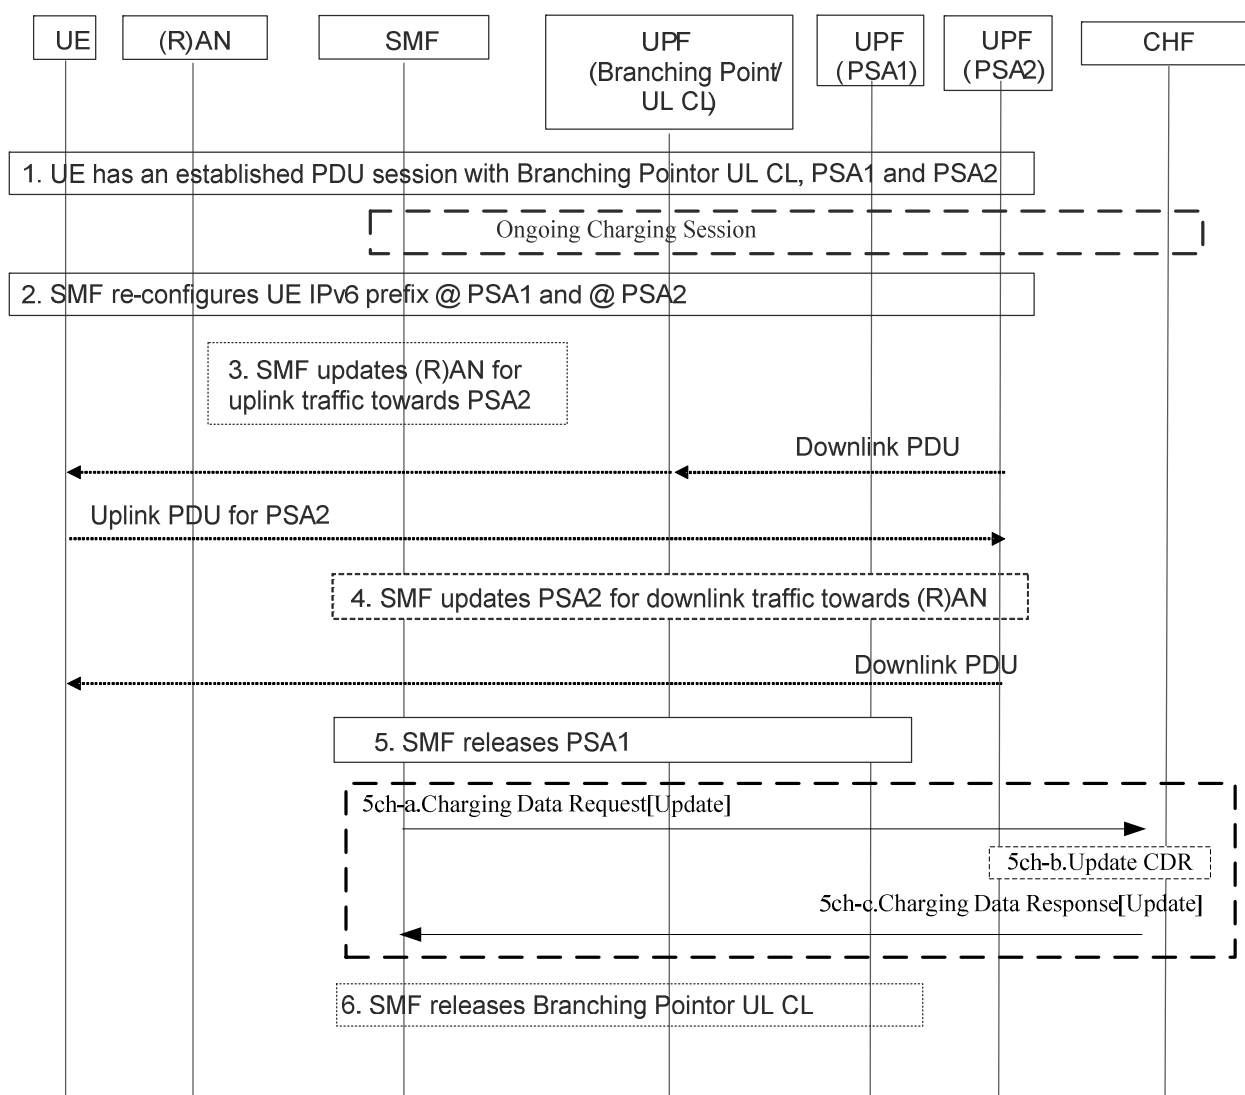 UE
(R)AN
SMF
UPF
(Branching Point/
UL CL)
UPF
(PSA1)
UPF
(PSA2)
CHF
1. UE has an established PDU session with Branching Pointor UL CL, PSA1 and PSA2
Ongoing Charging Session
2. SMF re-configures UE IPv6 prefix @ PSA1 and @ PSA2
3. SMF updates (R)AN for
uplink traffic towards PSA2
Downlink PDU
Uplink PDU for PSA2
4. SMF updates PSA2 for downlink traffic towards (R)AN
Downlink PDU
5. SMF releases PSA1
5ch-a.Charging Data Request[Update]
5ch-b.Update CDR
5ch-c.Charging Data Response[Update]
6. SMF releases Branching Pointor UL CL